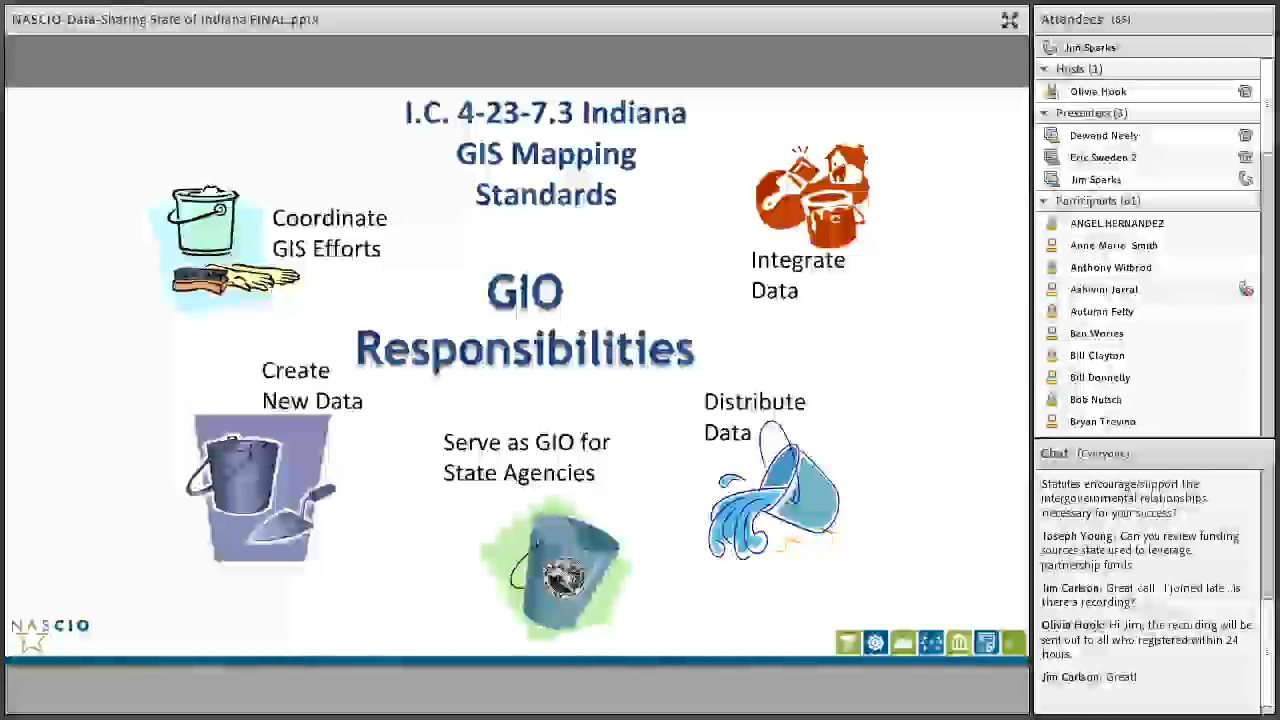 NASCIO-Data-Sharing State of Indiana FINAL.pptx
I.C. 4-23-7.3 Indiana
GIS Mapping
Standards
Coordinate
GIS Efforts
Integrate
Data
GIO
Responsibilities
Create
New Data
Distribute
Data
Serve as GIO for
State Agencies
NASCIO
Attendees
Jim Sparks
Hosts (1)
Olivia Hook
Presenters (3)
Dewand Neely
Eric Sweden 2
Jim Sparks
Participants (61)
ANGEL HERNANDEZ
Anne Marie Smith
Anthony Witbrod
Ashwini Jarral
Autumn Fetty
Ben Worres
Bill Clayton
Bill Donnelly
Bob Nutsch
Bryan Trevino
Chat (Everyone)
Statutes encourage/support the
intergovernmental relationships
necessary for your success?
Joseph Young: Can you review funding
sources state used to leverage
partnership funds
Jim Carlson: Great call. I joined late...is
there a recording?
Olivia Hook: Hi Jim, the recording will be
sent out to all who registered within 24
hours.
Jim Carlson: Great!